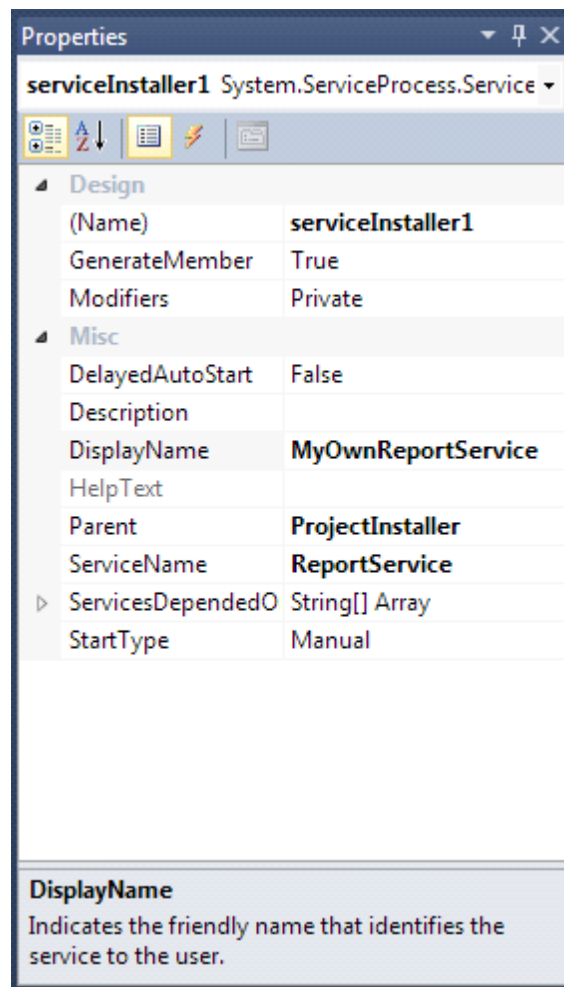 Properties
serviceInstaller1 System.ServiceProcess.Service
Design
(Name) serviceInstaller1
GenerateMember True
Modifiers Private
Misc
DelayedAutoStart False
Description
DisplayName MyOwnReportService
HelpText
Parent ProjectInstaller
ServiceName ReportService
ServicesDependedO String[] Array
StartType Manual
DisplayName
Indicates the friendly name that identifies the
service to the user.